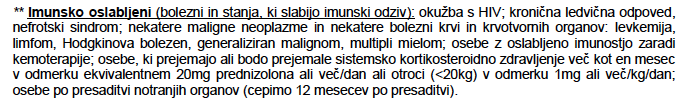 ** Imunsko oslabljeni (bolezni in stanja, ki slabijo imunski odziv): okužba s HIV; kronična ledvična odpoved,
nefrotski sindrom; nekatere maligne neoplazme in nekatere bolezni krvi in krvotvornih organov: levkemija,
limfom, Hodgkinova bolezen, generaliziran malignom, multipli mielom; osebe z oslabljeno imunostjo zaradi
kemoterapije; osebe, ki prejemajo ali bodo prejemale sistemsko kortikosteroidno zdravljenje več kot en mesec
v odmerku ekvivalentnem 20mg prednizolona ali več/dan ali otroci (<20kg) v odmerku 1mg ali več/kg/dan;
osebe po presaditvi notranjih organov (cepimo 12 mesecev po presaditvi).